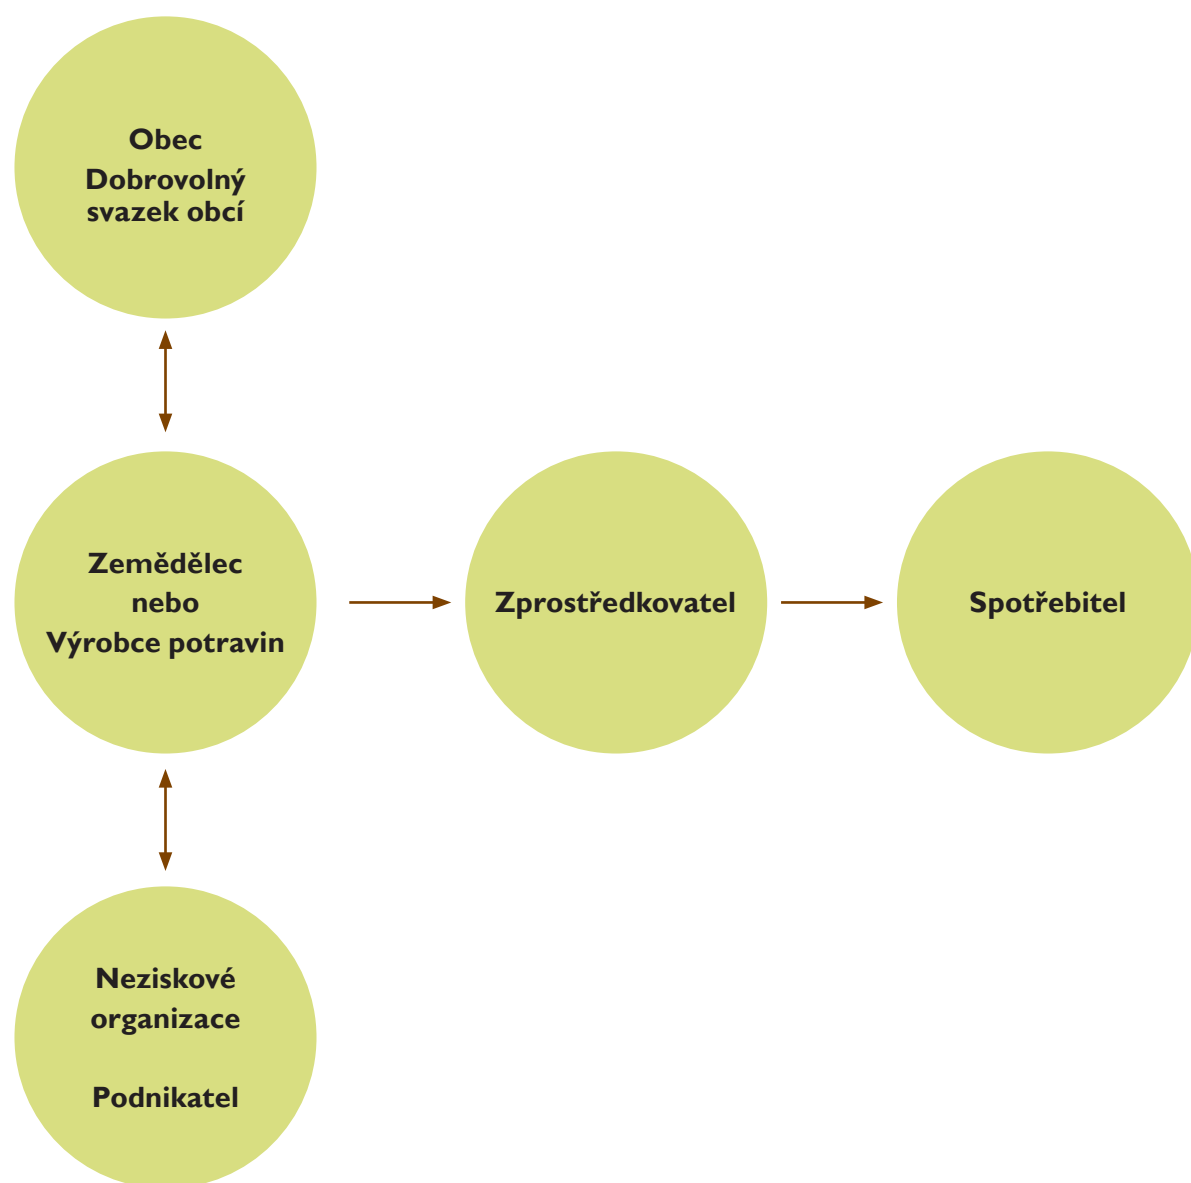 Obec
Dobrovolný
svazek obcí
Zemědělec
nebo
Výrobce potravin
Zprostředkovatel
Spotřebitel
Neziskové
organizace
Podnikatel